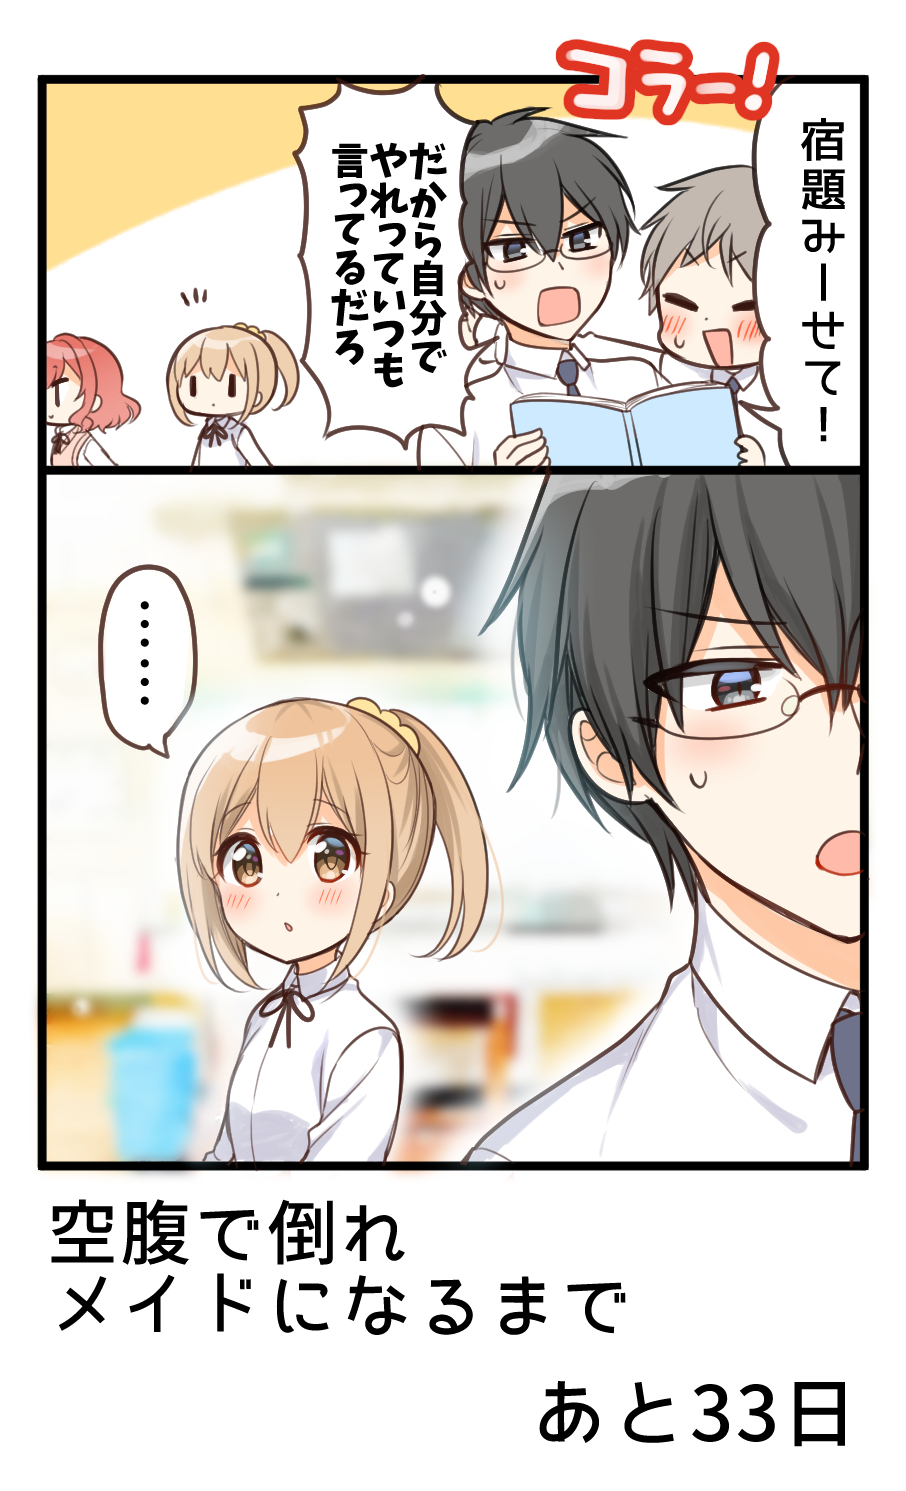 コラー！
宿題みーせて！
だから自分で
やれっていつも
言ってるだろ
・・・・・・
空腹で倒れ
メイドになるまで
あと33日